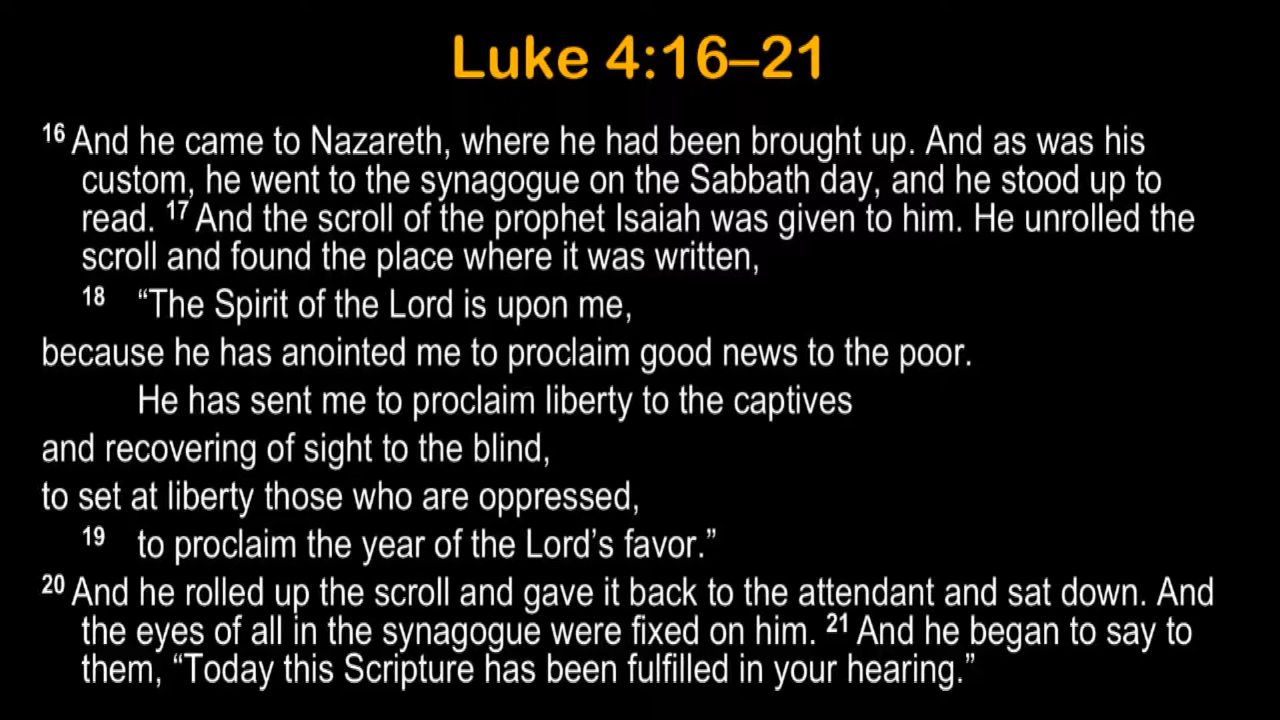 Luke 4:16–21
16 And he came to Nazareth, where he had been brought up. And as was his
custom, he went to the synagogue on the Sabbath day, and he stood up to
read. 17 And the scroll of the prophet Isaiah was given to him. He unrolled the
scroll and found the place where it was written,
18 “The Spirit of the Lord is upon me,
because he has anointed me to proclaim good news to the poor.
He has sent me to proclaim liberty to the captives
and recovering of sight to the blind,
to set at liberty those who are oppressed,
19 to proclaim the year of the Lord’s favor.”
20 And he rolled up the scroll and gave it back to the attendant and sat down. And
the eyes of all in the synagogue were fixed on him. 21 And he began to say to
them, “Today this Scripture has been fulfilled in your hearing.”